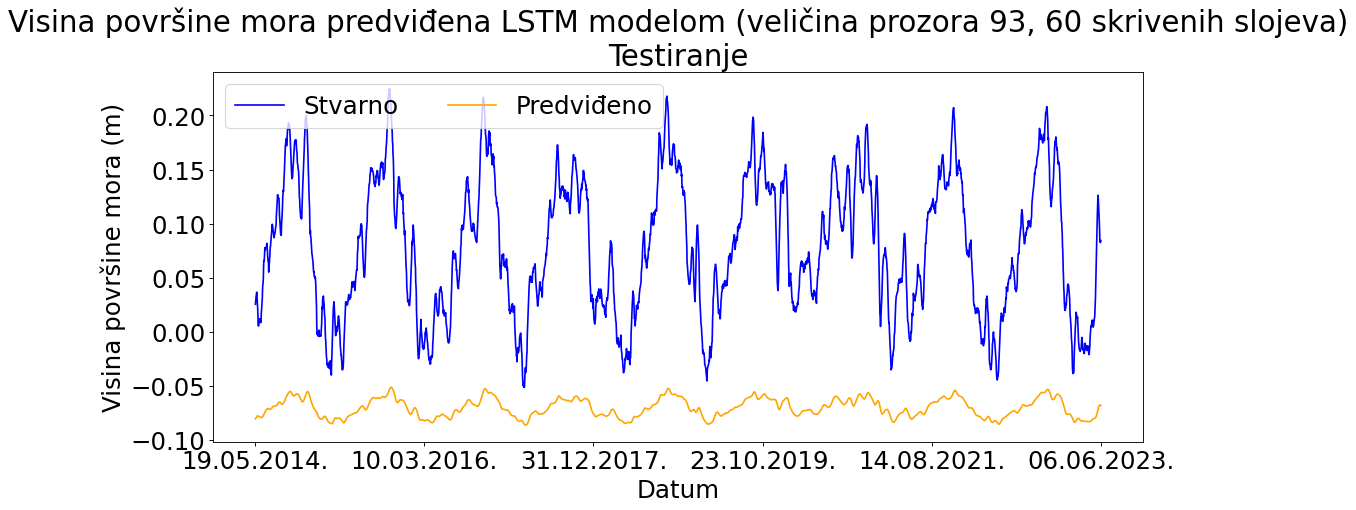 Visina površine mora predviđena LSTM modelom (veličina prozora 93, 60 skrivenih slojeva)
Testiranje
Stvarno
Predviđeno
Visina površine mora (m)
0.20
0.15
0.10
0.05
0.00
−0.05
−0.10
19.05.2014.
10.03.2016.
31.12.2017.
23.10.2019.
14.08.2021.
06.06.2023.
Datum